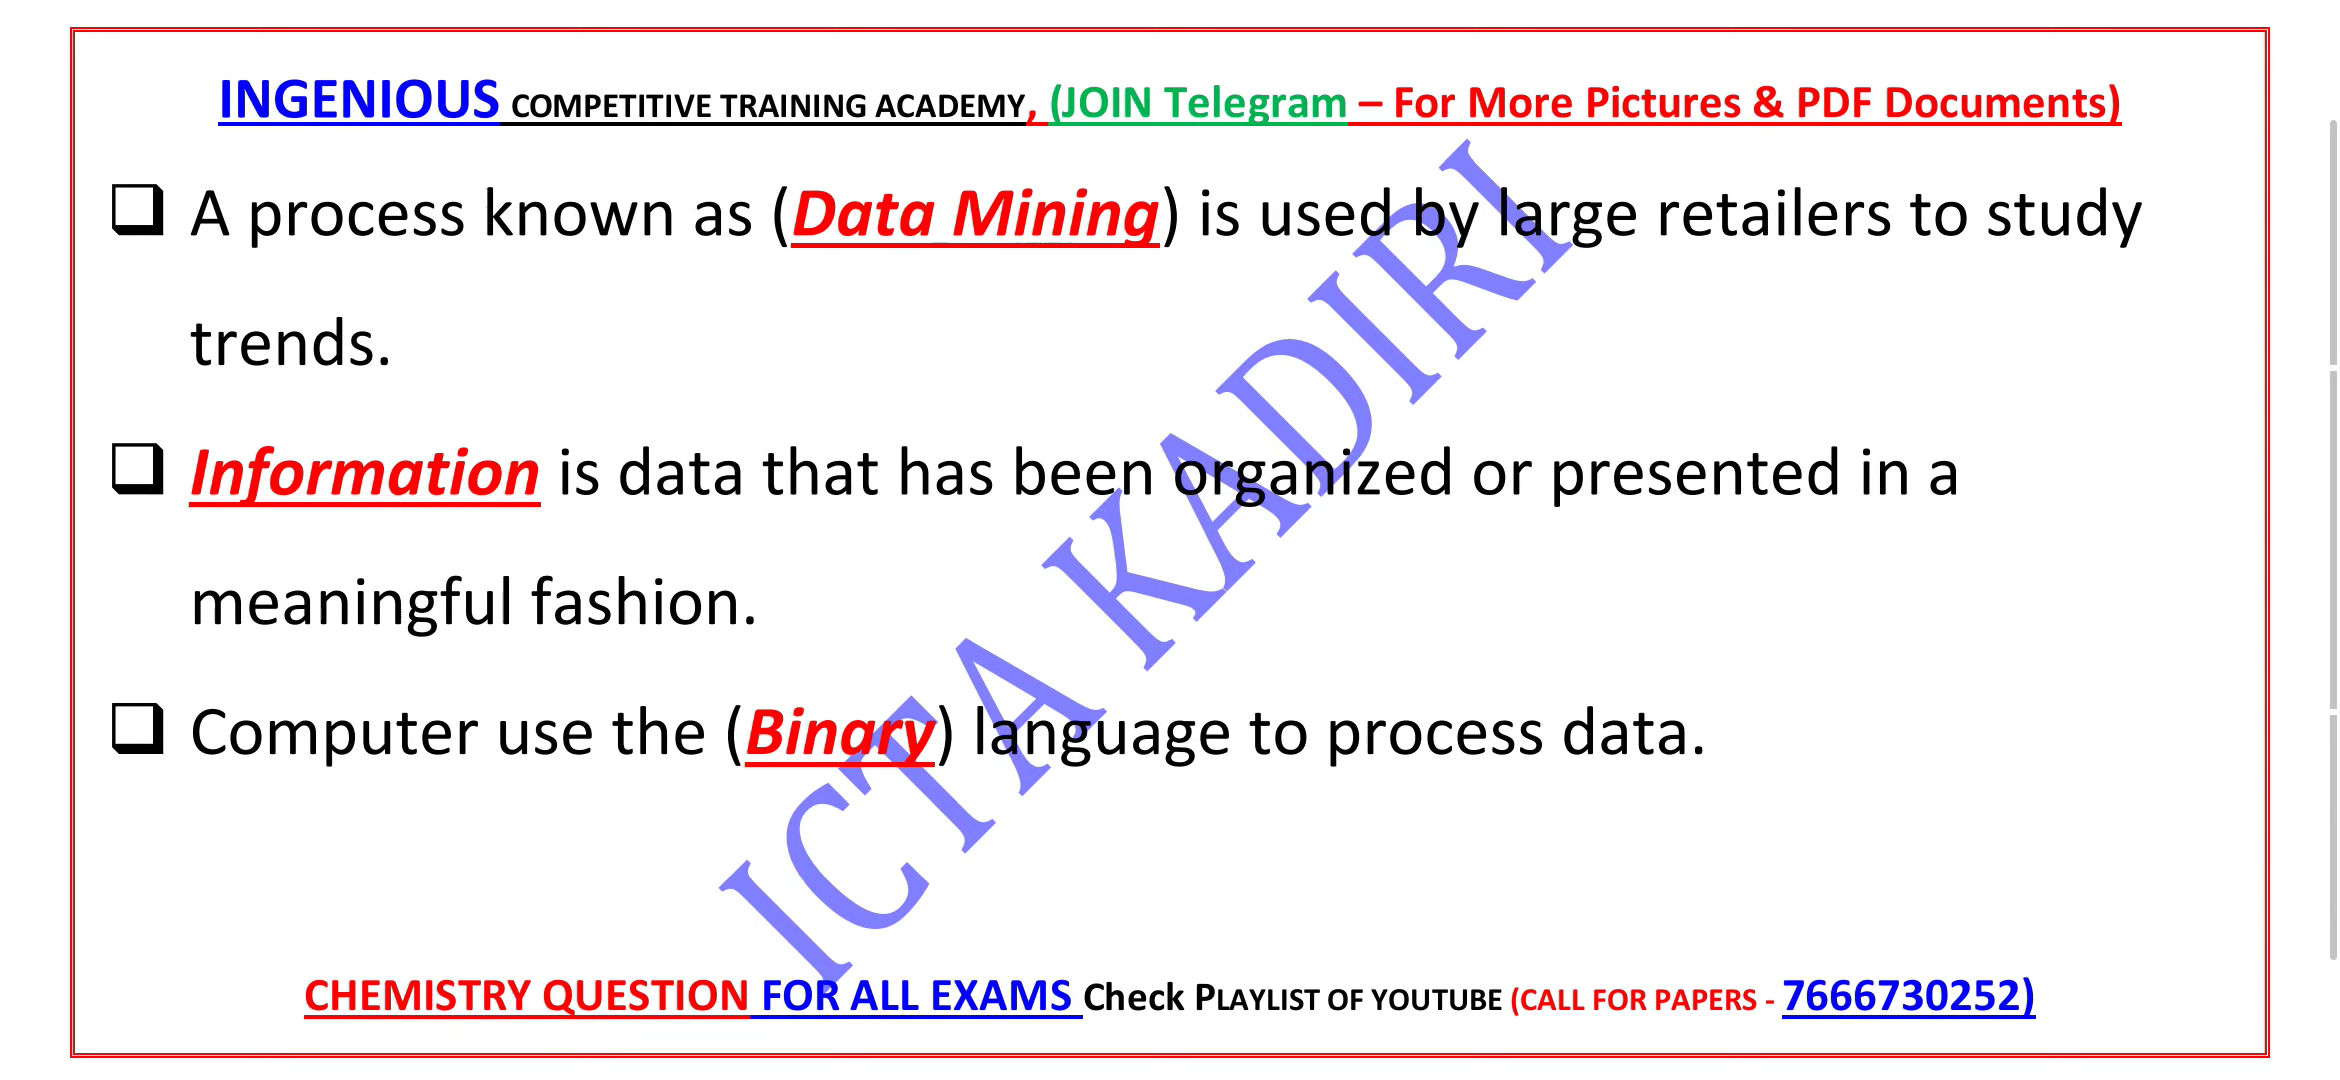 INGENIOUS COMPETITIVE TRAINING ACADEMY, (JOIN Telegram – For More Pictures & PDF Documents)
❑ A process known as (Data Mining) is used by large retailers to study
trends.
❑ Information is data that has been organized or presented in a
meaningful fashion.
❑ Computer use the (Binary) language to process data.
ICTA KADIRI
CHEMISTRY QUESTION FOR ALL EXAMS Check PLAYLIST OF YOUTUBE (CALL FOR PAPERS - 7666730252)